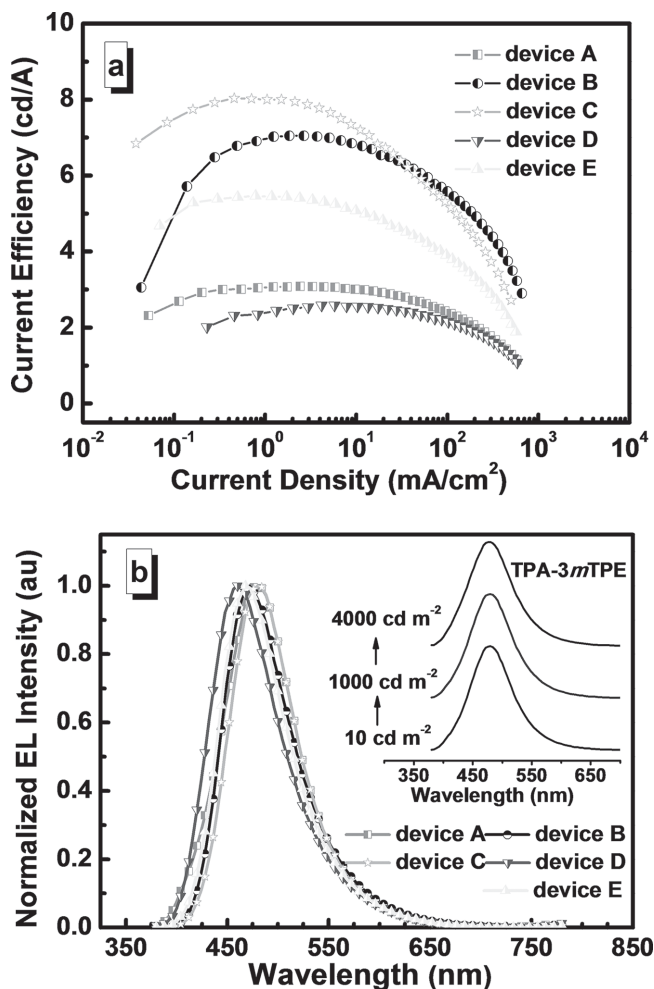 a
10
8
6
4
2
0
Current Efficiency (cd/A)
device A
device B
device C
device D
device E
10⁻² 10⁻¹ 10⁰ 10¹ 10² 10³ 10⁴
Current Density (mA/cm²)
b
1.0
0.8
0.6
0.4
0.2
0.0
Normalized EL Intensity (au)
TPA-3mTPE
4000 cd m⁻²
1000 cd m⁻²
10 cd m⁻²
350 450 550 650
Wavelength (nm)
device A device B
device C device D
device E
350 450 550 650 750 850
Wavelength (nm)